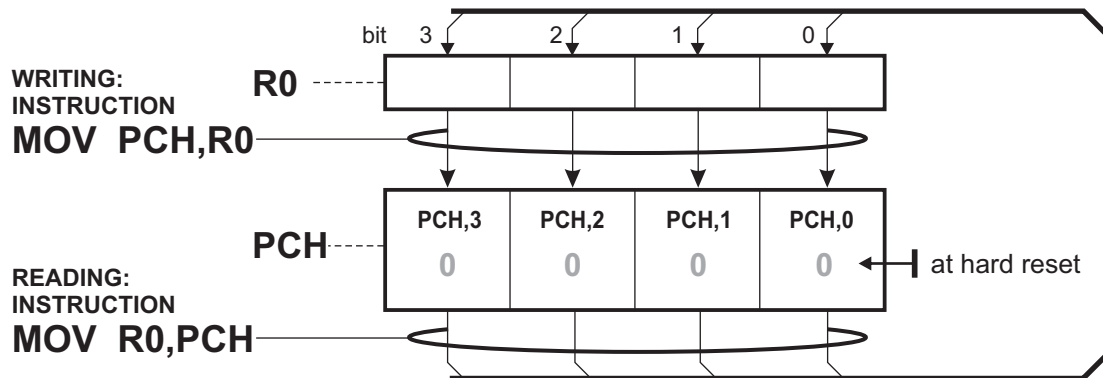 bit 3 2 1 0
WRITING:
R0
INSTRUCTION
MOV PCH,R0
PCH,3 PCH,2 PCH,1 PCH,0
PCH
0 0 0 0 at hard reset
READING:
INSTRUCTION
MOV R0,PCH